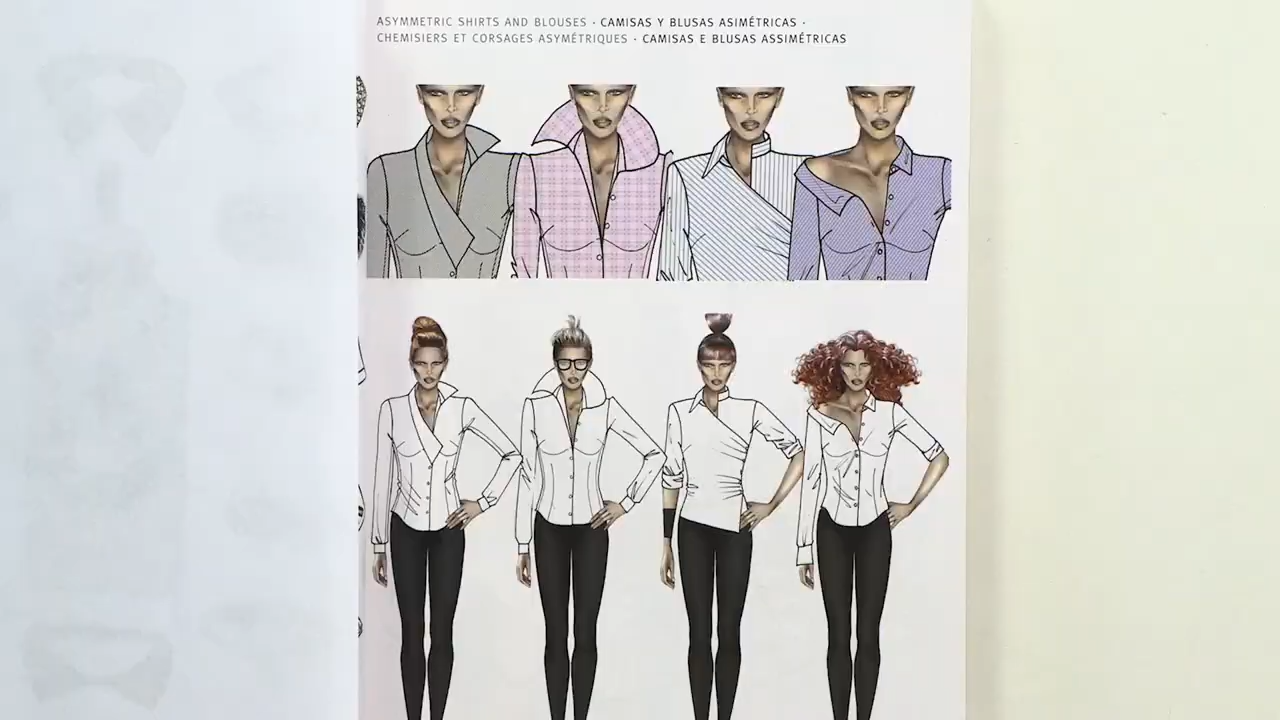 ASYMMETRIC SHIRTS AND BLOUSES · CAMISAS Y BLUSAS ASIMÉTRICAS ·
CHEMISIERS ET CORSAGES ASYMÉTRIQUES · CAMISAS E BLUSAS ASSIMÉTRICAS